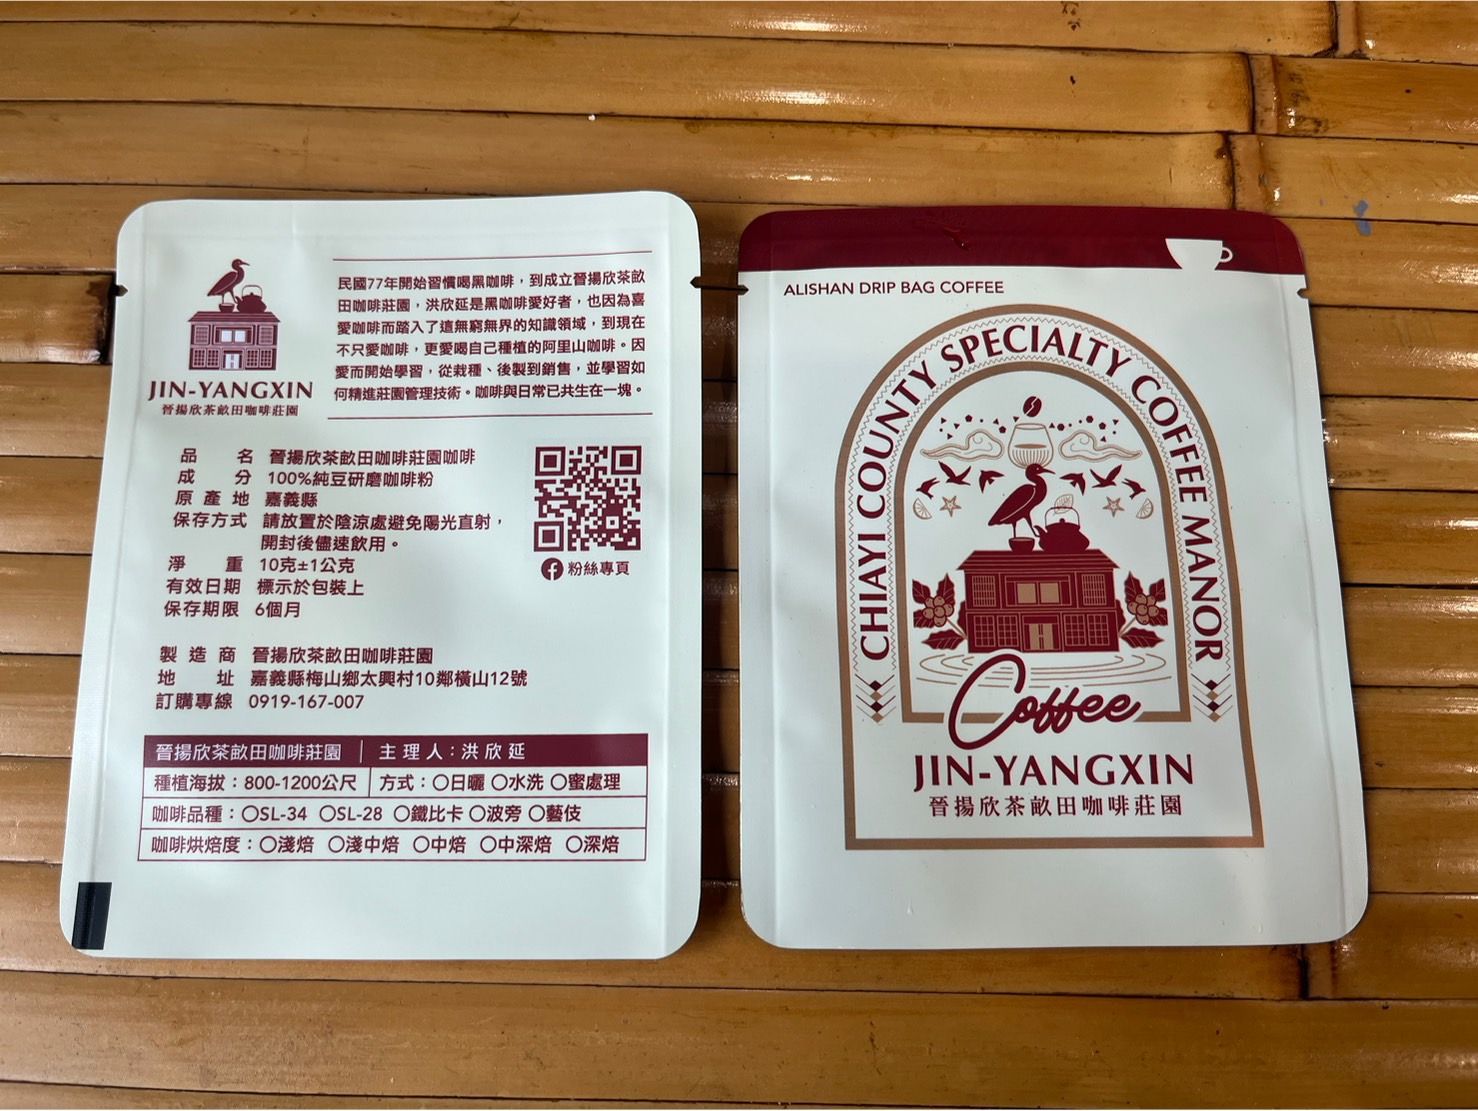 JIN-YANGXIN
晉揚欣茶畝田咖啡莊園
民國77年開始習慣喝黑咖啡，到成立晉揚欣茶畝
田咖啡莊園，洪欣延是黑咖啡愛好者，也因為喜
愛咖啡而踏入了這無窮無界的知識領域，到現在
不只愛咖啡，更愛喝自己種植的阿里山咖啡。因
愛而開始學習，從栽種、後製到銷售，並學習如
何精進莊園管理技術。咖啡與日常已共生在一塊。
品名 晉揚欣茶畝田咖啡莊園咖啡
成分 100%純豆研磨咖啡粉
原產地 嘉義縣
保存方式 請放置於陰涼處避免陽光直射，
開封後儘速飲用。
淨重 10克±1公克
有效日期 標示於包裝上
保存期限 6個月
粉絲專頁
製造商 晉揚欣茶畝田咖啡莊園
地址 嘉義縣梅山鄉太興村10鄰橫山12號
訂購專線 0919-167-007
晉揚欣茶畝田咖啡莊園｜主理人：洪欣延
種植海拔：800-1200公尺 方式：○日曬 ○水洗 ○蜜處理
咖啡品種：○SL-34 ○SL-28 ○鐵比卡 ○波旁 ○藝伎
咖啡烘焙度：○淺焙 ○淺中焙 ○中焙 ○中深焙 ○深焙
ALISHAN DRIP BAG COFFEE
CHIAYI COUNTY SPECIALTY COFFEE MANOR
Coffee
JIN-YANGXIN
晉揚欣茶畝田咖啡莊園